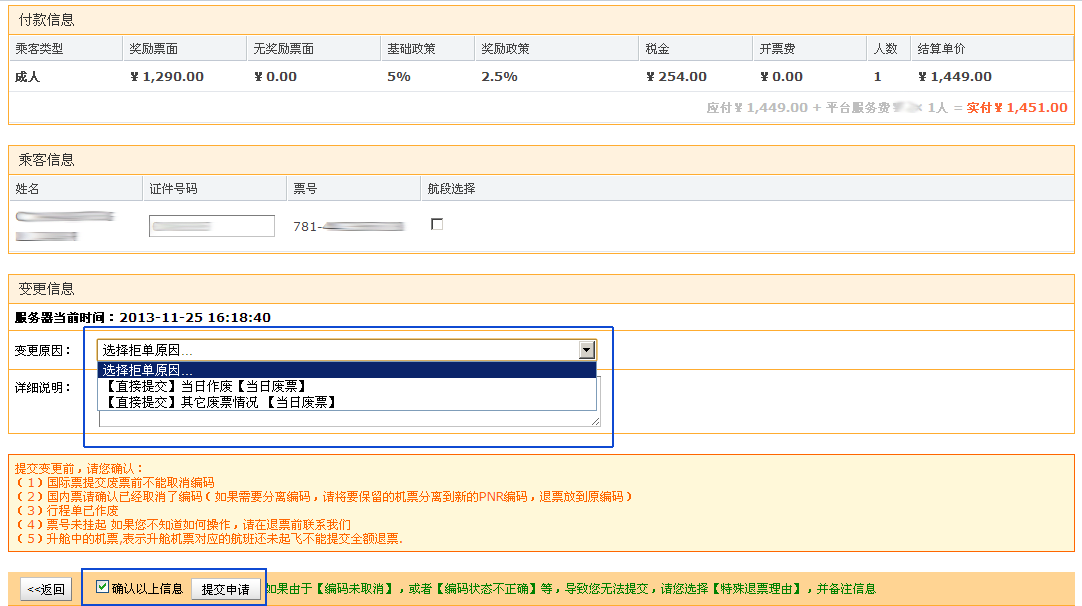 付款信息
乘客类型 奖励票面 无奖励票面 基础政策 奖励政策 税金 开票费 人数 结算单价
成人 ¥ 1,290.00 ¥ 0.00 5% 2.5% ¥ 254.00 ¥ 0.00 1 ¥ 1,449.00
应付 ¥ 1,449.00 + 平台服务费 × 1人 = 实付 ¥ 1,451.00
乘客信息
姓名 证件号码 票号 航段选择
781-
变更信息
服务器当前时间：2013-11-25 16:18:40
变更原因： 选择拒单原因...
选择拒单原因...
详细说明： 【直接提交】当日作废【当日废票】
【直接提交】其它废票情况 【当日废票】
提交变更前，请您确认：
（1）国际票提交废票前不能取消编码
（2）国内票请确认已经取消了编码（如果需要分离编码，请将要保留的机票分离到新的PNR编码，退票放到原编码）
（3）行程单已作废
（4）票号未挂起 如果您不知道如何操作，请在退票前联系我们
（5）升舱中的机票,表示升舱机票对应的航班还未起飞不能提交全额退票.
<<返回 确认以上信息 提交申请 如果由于【编码未取消】，或者【编码状态不正确】等，导致您无法提交，请您选择【特殊退票理由】，并备注信息